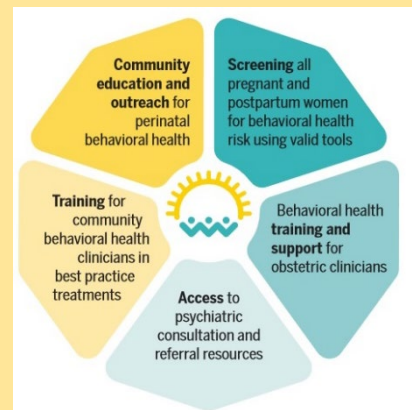 Community
education and
outreach for
perinatal
behavioral health
Screening all
pregnant and
postpartum women
for behavioral health
risk using valid tools
Behavioral health
training and
support for
obstetric clinicians
Access to
psychiatric
consultation and
referral resources
Training for
community
behavioral health
clinicians in
best practice
treatments